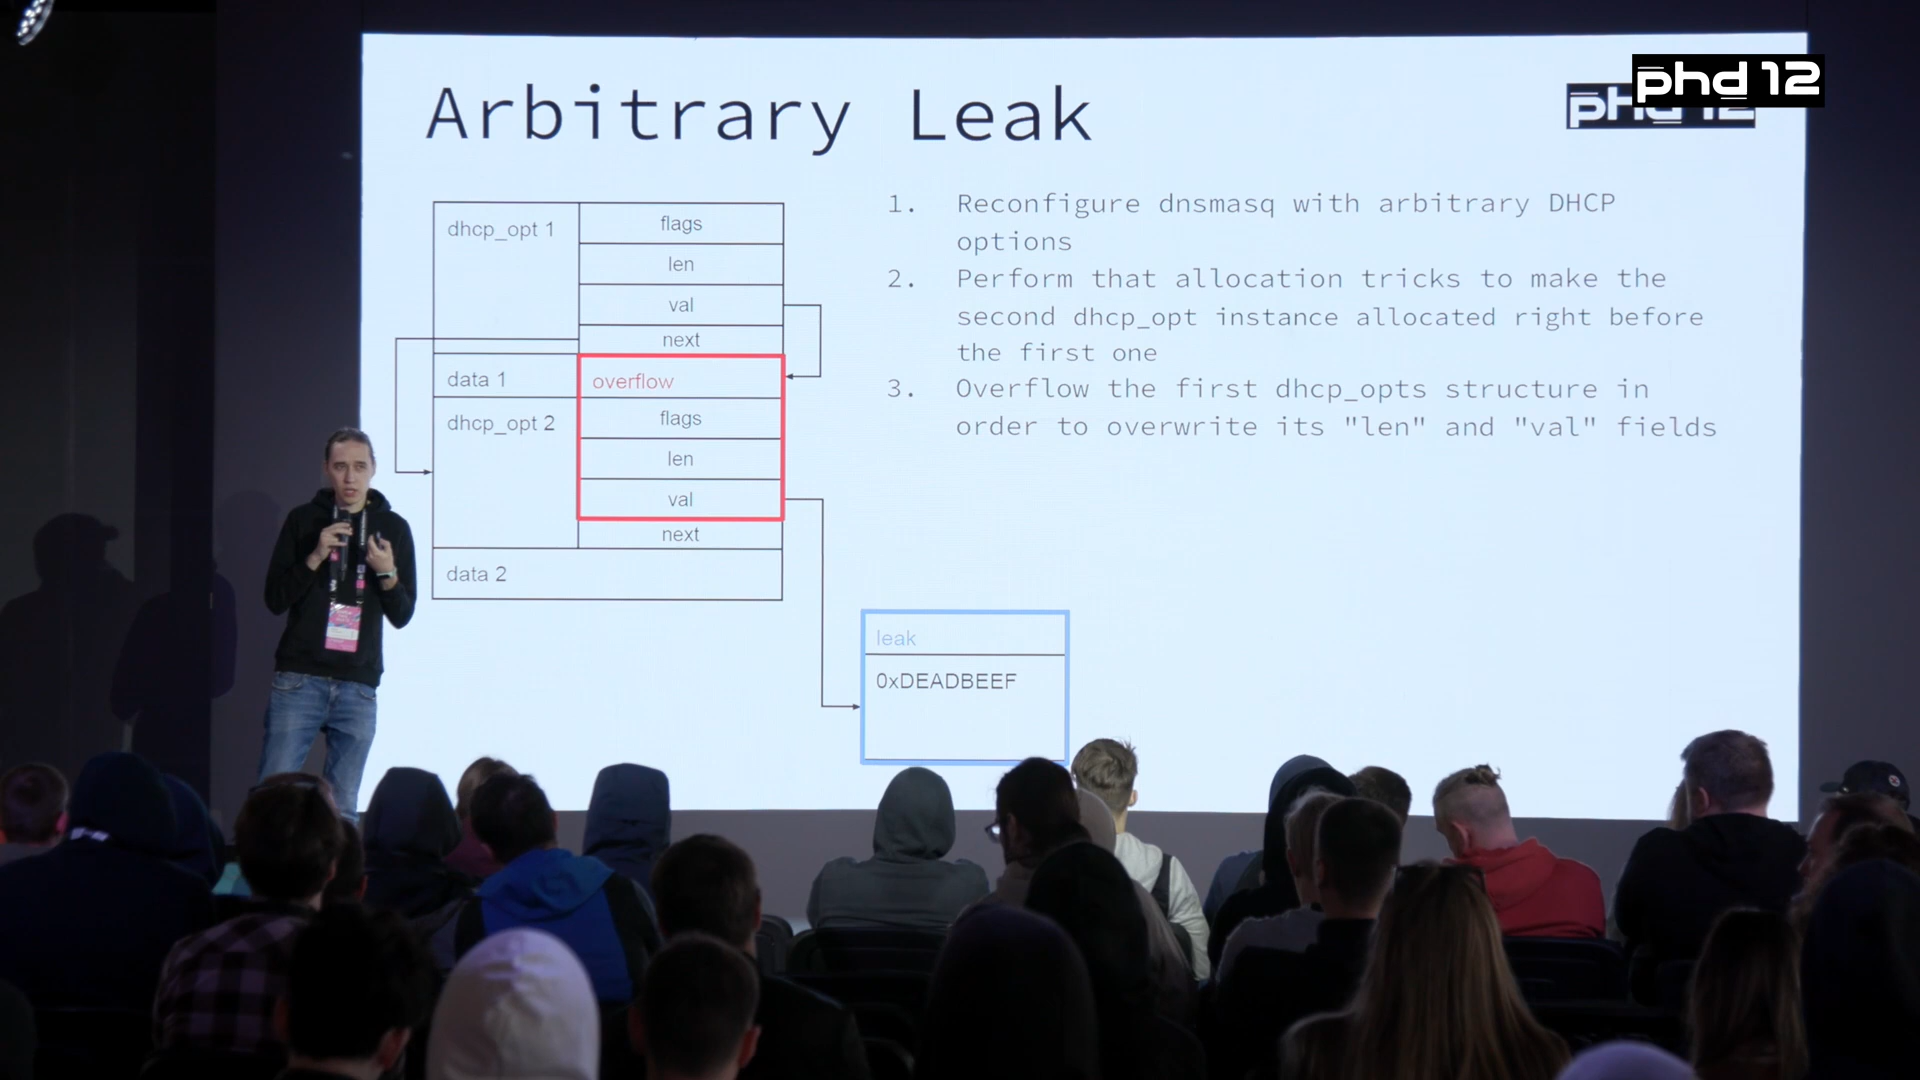 phd 12
Arbitrary Leak
phd 12
dhcp_opt 1
flags
len
val
next
data 1
overflow
dhcp_opt 2
flags
len
val
next
data 2
leak
0xDEADBEEF
1. Reconfigure dnsmasq with arbitrary DHCP
options
2. Perform that allocation tricks to make the
second dhcp_opt instance allocated right before
the first one
3. Overflow the first dhcp_opts structure in
order to overwrite its "len" and "val" fields